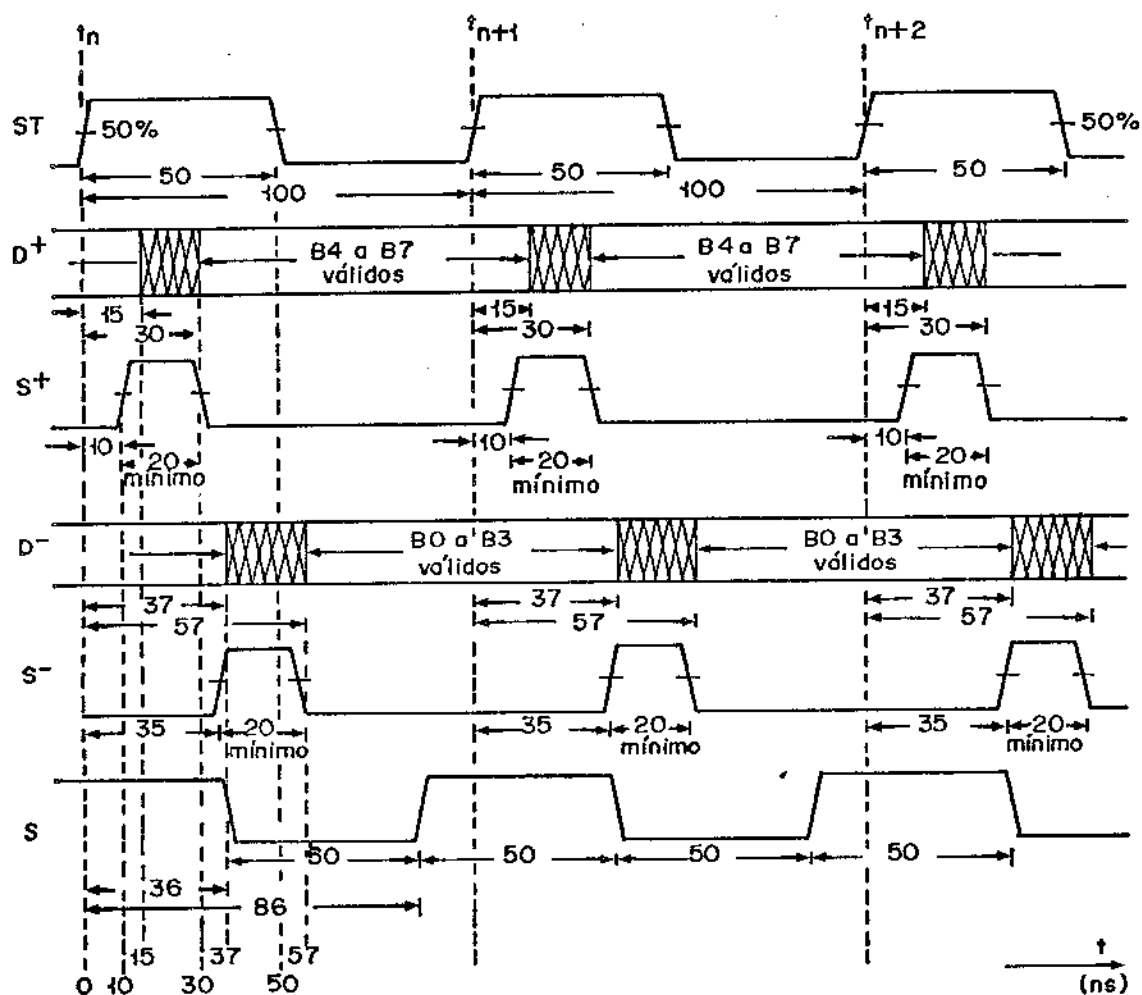 tn tn+1 tn+2
ST 50% 50%
50 50 50
100 100
D+ B4 a B7 válidos B4 a B7 válidos
15 15 15
30 30 30
S+
10 10 10
20 mínimo 20 mínimo 20 mínimo
D- B0 a B3 válidos B0 a B3 válidos
37 37 37
57 57 57
S-
35 20 mínimo 35 20 mínimo 35 20 mínimo
S
50 50 50 50
36
86
15 37 57 t
0 10 30 50 (ns)